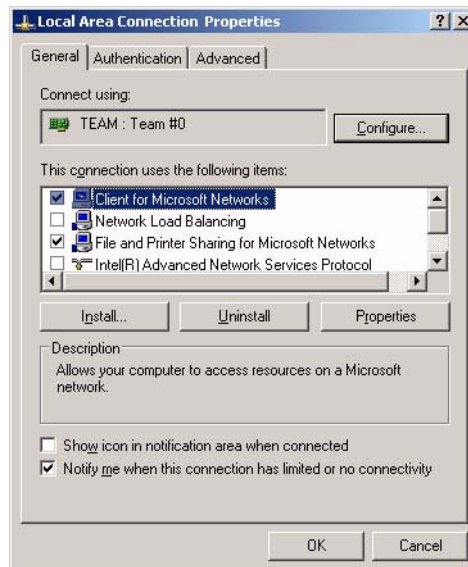 Local Area Connection Properties
General Authentication Advanced
Connect using:
TEAM : Team #0
Configure...
This connection uses the following items:
Client for Microsoft Networks
Network Load Balancing
File and Printer Sharing for Microsoft Networks
Intel(R) Advanced Network Services Protocol
Install... Uninstall Properties
Description
Allows your computer to access resources on a Microsoft
network.
Show icon in notification area when connected
Notify me when this connection has limited or no connectivity
OK Cancel